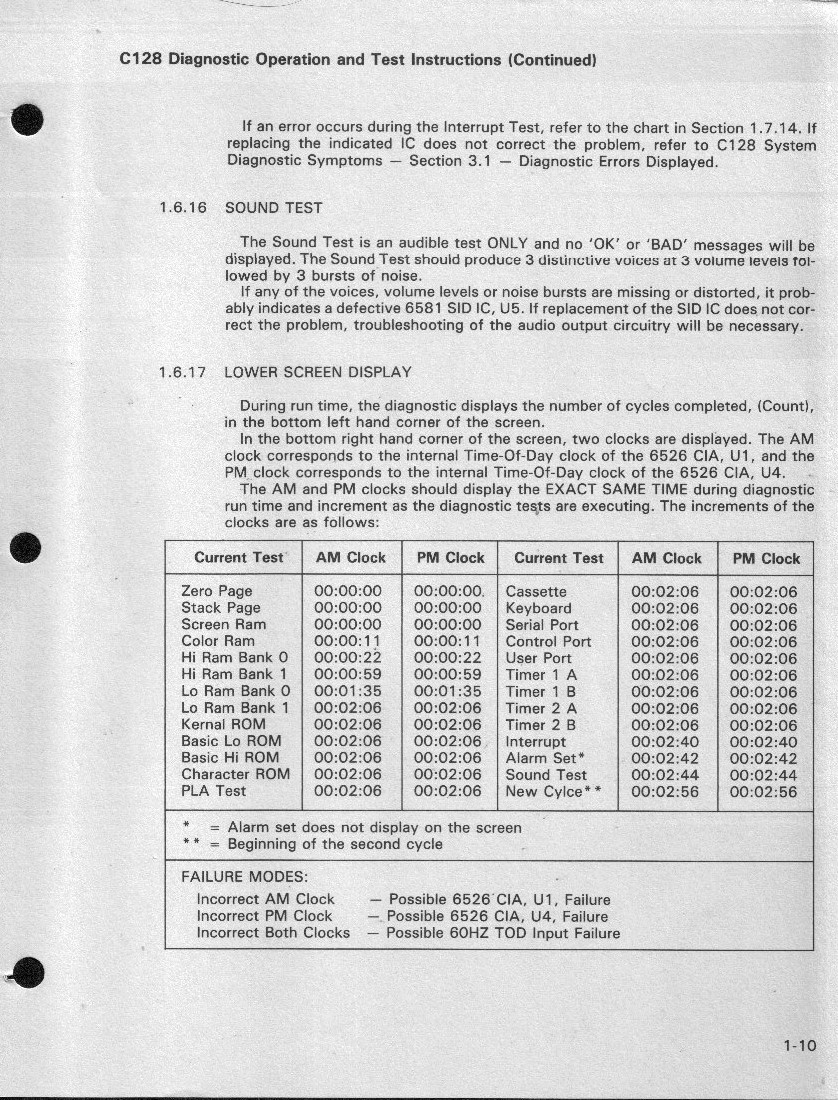 C128 Diagnostic Operation and Test Instructions (Continued)
If an error occurs during the Interrupt Test, refer to the chart in Section 1.7.14. If
replacing the indicated IC does not correct the problem, refer to C128 System
Diagnostic Symptoms — Section 3.1 — Diagnostic Errors Displayed.
1.6.16 SOUND TEST
The Sound Test is an audible test ONLY and no 'OK' or 'BAD' messages will be
displayed. The Sound Test should produce 3 distinctive voices at 3 volume levels fol-
lowed by 3 bursts of noise.
If any of the voices, volume levels or noise bursts are missing or distorted, it prob-
ably indicates a defective 6581 SID IC, U5. If replacement of the SID IC does not cor-
rect the problem, troubleshooting of the audio output circuitry will be necessary.
1.6.17 LOWER SCREEN DISPLAY
During run time, the diagnostic displays the number of cycles completed, (Count),
in the bottom left hand corner of the screen.
In the bottom right hand corner of the screen, two clocks are displayed. The AM
clock corresponds to the internal Time-Of-Day clock of the 6526 CIA, U1, and the
PM clock corresponds to the internal Time-Of-Day clock of the 6526 CIA, U4.
The AM and PM clocks should display the EXACT SAME TIME during diagnostic
run time and increment as the diagnostic tests are executing. The increments of the
clocks are as follows:
Current Test AM Clock PM Clock Current Test AM Clock PM Clock
Zero Page 00:00:00 00:00:00 Cassette 00:02:06 00:02:06
Stack Page 00:00:00 00:00:00 Keyboard 00:02:06 00:02:06
Screen Ram 00:00:00 00:00:00 Serial Port 00:02:06 00:02:06
Color Ram 00:00:11 00:00:11 Control Port 00:02:06 00:02:06
Hi Ram Bank 0 00:00:22 00:00:22 User Port 00:02:06 00:02:06
Hi Ram Bank 1 00:00:59 00:00:59 Timer 1 A 00:02:06 00:02:06
Lo Ram Bank 0 00:01:35 00:01:35 Timer 1 B 00:02:06 00:02:06
Lo Ram Bank 1 00:02:06 00:02:06 Timer 2 A 00:02:06 00:02:06
Kernal ROM 00:02:06 00:02:06 Timer 2 B 00:02:06 00:02:06
Basic Lo ROM 00:02:06 00:02:06 Interrupt 00:02:40 00:02:40
Basic Hi ROM 00:02:06 00:02:06 Alarm Set* 00:02:42 00:02:42
Character ROM 00:02:06 00:02:06 Sound Test 00:02:44 00:02:44
PLA Test 00:02:06 00:02:06 New Cylce** 00:02:56 00:02:56
* = Alarm set does not display on the screen
** = Beginning of the second cycle
FAILURE MODES:
Incorrect AM Clock — Possible 6526 CIA, U1, Failure
Incorrect PM Clock — Possible 6526 CIA, U4, Failure
Incorrect Both Clocks — Possible 60HZ TOD Input Failure
1-10